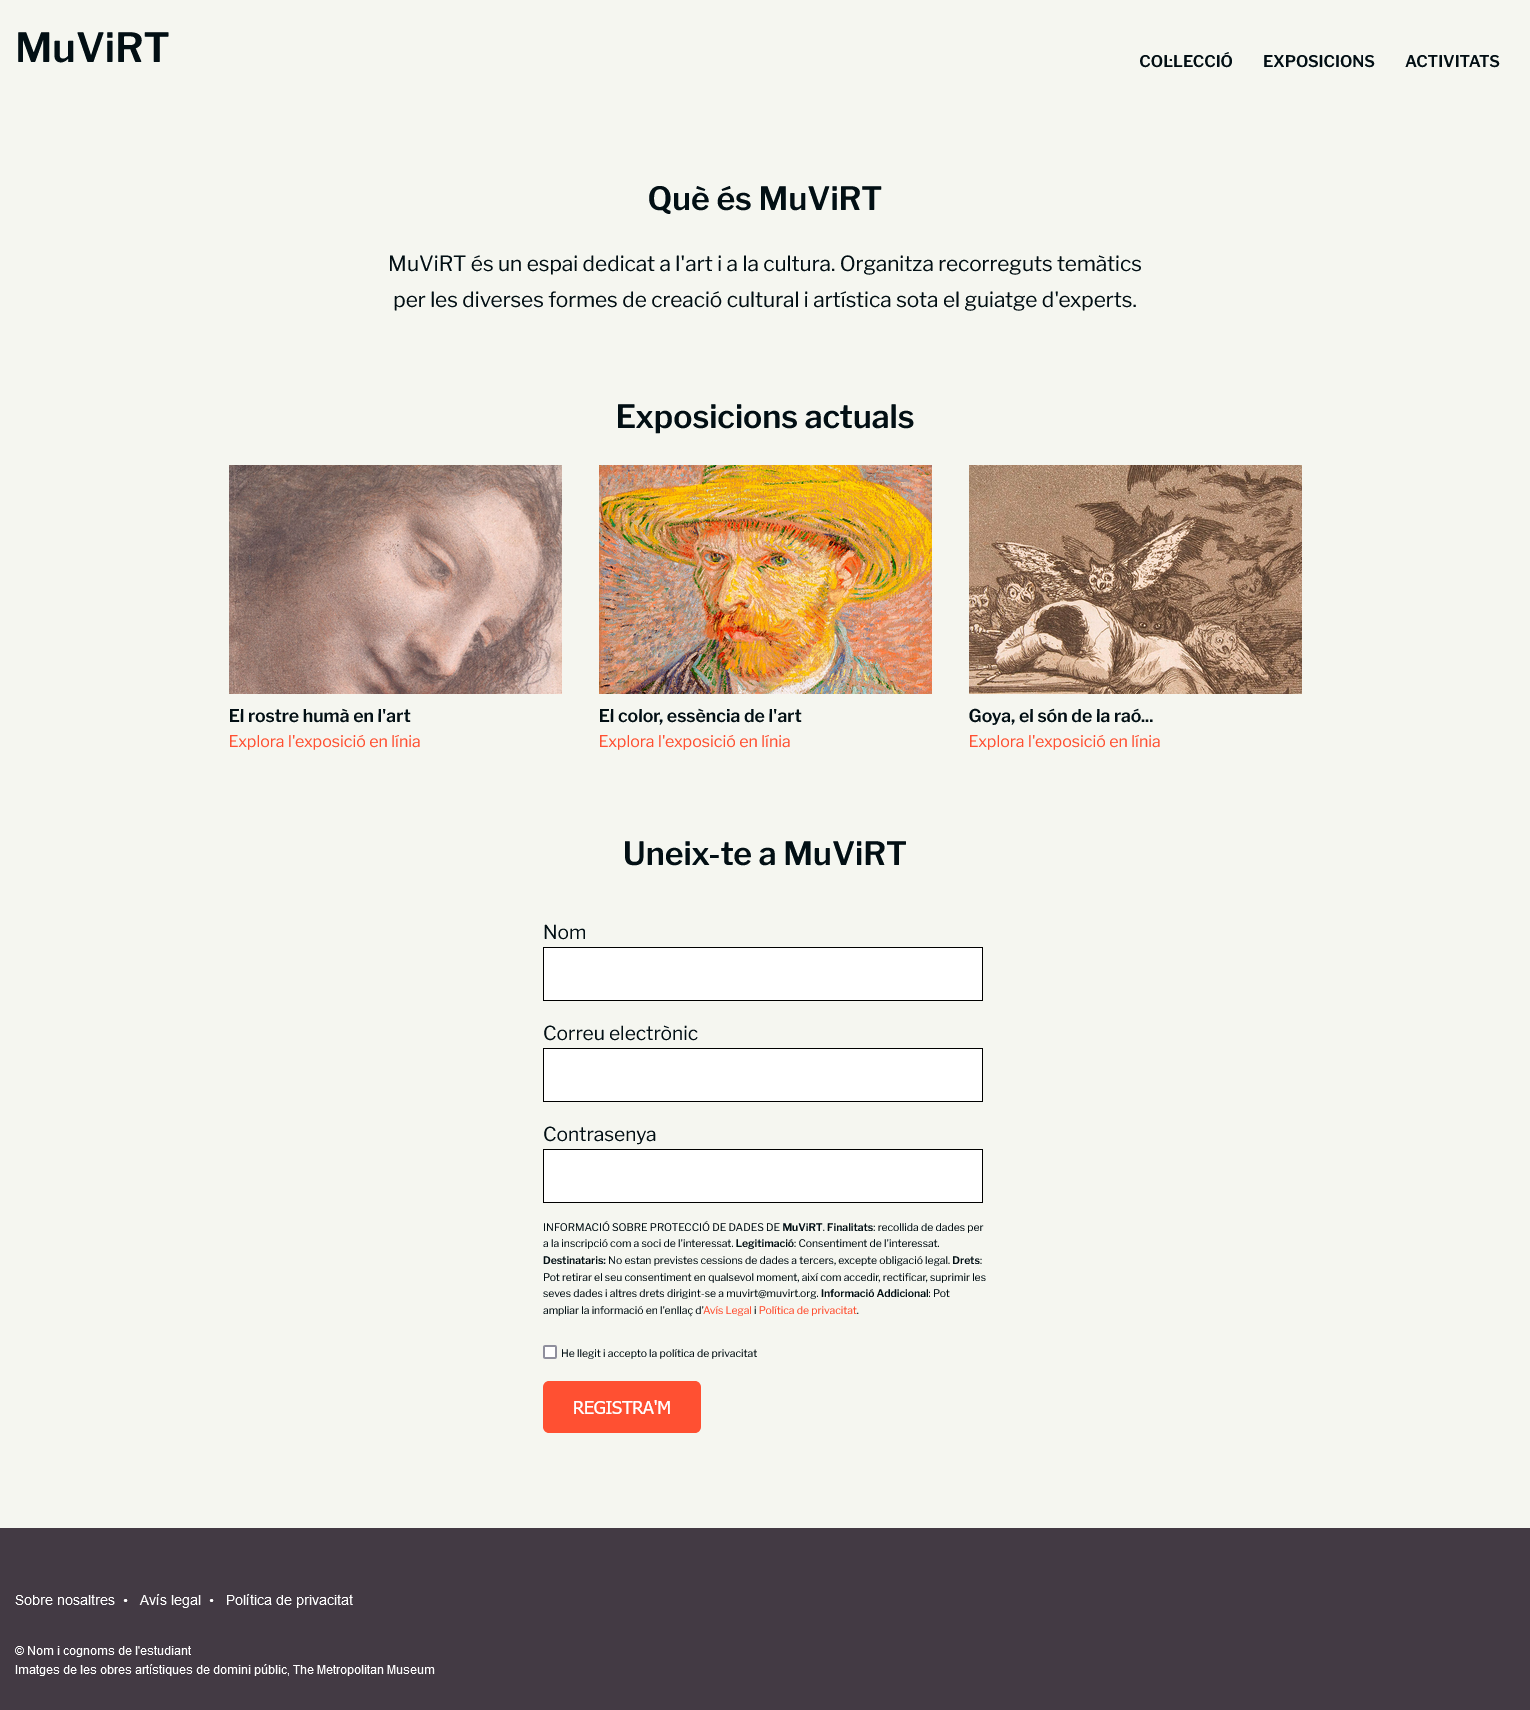 MuViRT
COL·LECCIÓ EXPOSICIONS ACTIVITATS
Què és MuViRT
MuViRT és un espai dedicat a l'art i a la cultura. Organitza recorreguts temàtics
per les diverses formes de creació cultural i artística sota el guiatge d'experts.
Exposicions actuals
El rostre humà en l'art
Explora l'exposició en línia
El color, essència de l'art
Explora l'exposició en línia
Goya, el són de la raó...
Explora l'exposició en línia
Uneix-te a MuViRT
Nom
Correu electrònic
Contrasenya
INFORMACIÓ SOBRE PROTECCIÓ DE DADES DE MuViRT. Finalitats: recollida de dades per
a la inscripció com a soci de l'interessat. Legitimació: Consentiment de l'interessat.
Destinataris: No estan previstes cessions de dades a tercers, excepte obligació legal. Drets:
Pot retirar el seu consentiment en qualsevol moment, així com accedir, rectificar, suprimir les
seves dades i altres drets dirigint-se a muvirt@muvirt.org. Informació Addicional: Pot
ampliar la informació en l'enllaç d'Avís Legal i Política de privacitat.
He llegit i accepto la política de privacitat
REGISTRA'M
Sobre nosaltres • Avís legal • Política de privacitat
© Nom i cognoms de l'estudiant
Imatges de les obres artístiques de domini públic, The Metropolitan Museum